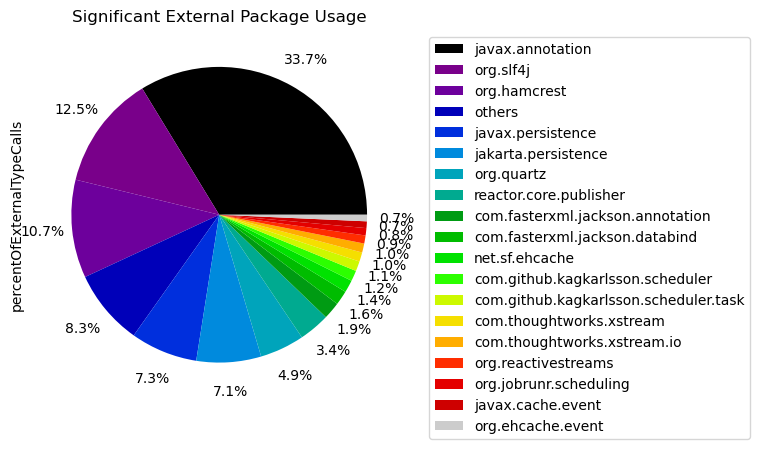 Significant External Package Usage
percentOfExternalTypeCalls
33.7%
12.5%
10.7%
8.3%
7.3%
7.1%
4.9%
3.4%
1.9%
1.6%
1.4%
1.2%
1.1%
1.0%
1.0%
0.9%
0.8%
0.7%
0.7%
javax.annotation
org.slf4j
org.hamcrest
others
javax.persistence
jakarta.persistence
org.quartz
reactor.core.publisher
com.fasterxml.jackson.annotation
com.fasterxml.jackson.databind
net.sf.ehcache
com.github.kagkarlsson.scheduler
com.github.kagkarlsson.scheduler.task
com.thoughtworks.xstream
com.thoughtworks.xstream.io
org.reactivestreams
org.jobrunr.scheduling
javax.cache.event
org.ehcache.event